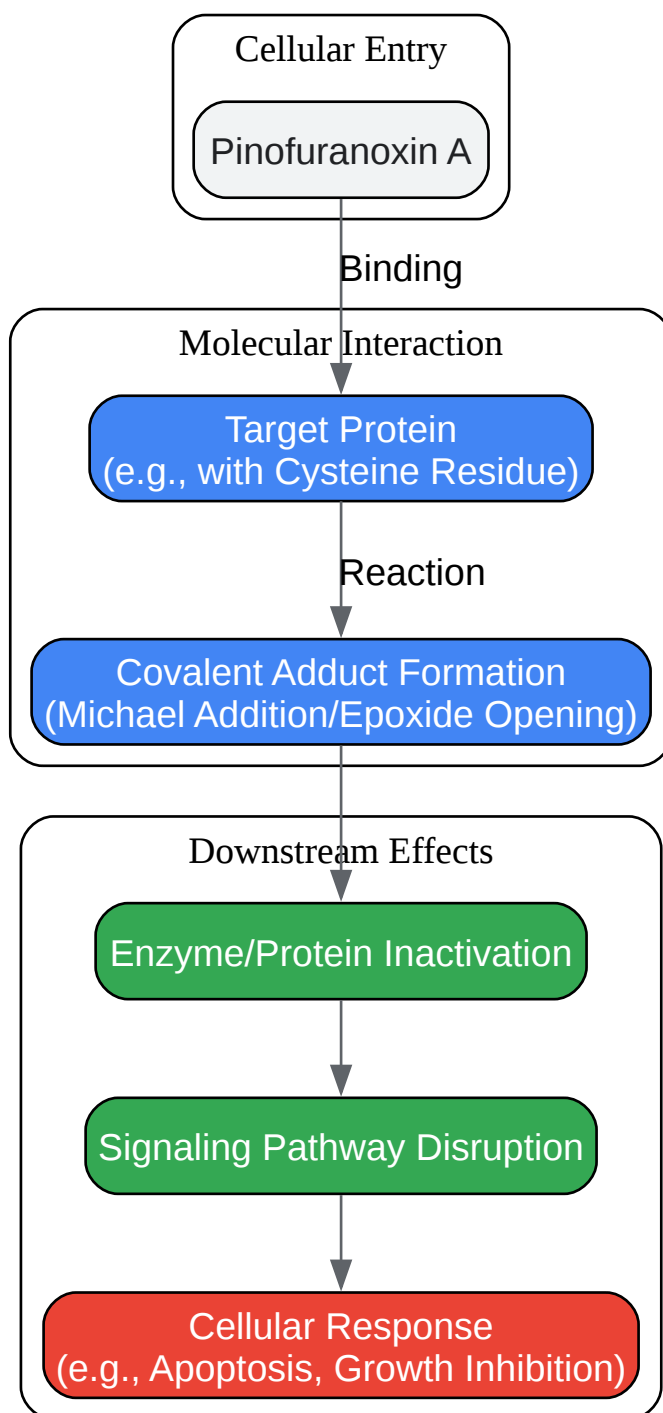 Cellular Entry
Pinofuranoxin A
Binding
Molecular Interaction
Target Protein
(e.g., with Cysteine Residue)
Reaction
Covalent Adduct Formation
(Michael Addition/Epoxide Opening)
Downstream Effects
Enzyme/Protein Inactivation
Signaling Pathway Disruption
Cellular Response
(e.g., Apoptosis, Growth Inhibition)